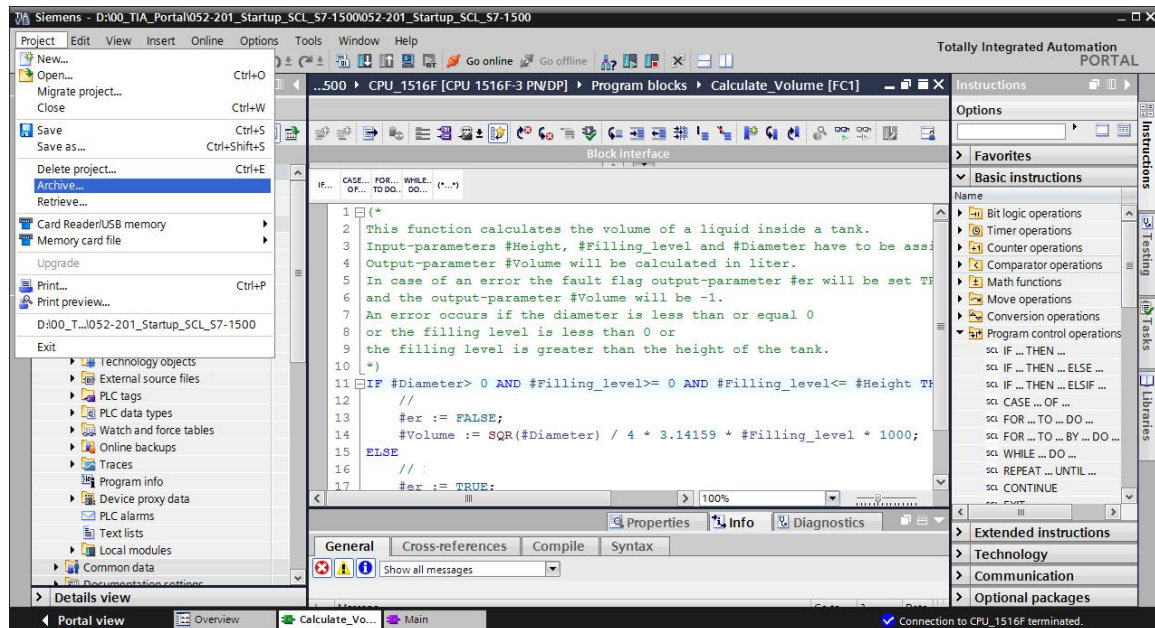 Siemens - D:\00_TIA_Portal\052-201_Startup_SCL_S7-1500\052-201_Startup_SCL_S7-1500
Project Edit View Insert Online Options Tools Window Help
Totally Integrated Automation
PORTAL
Go online Go offline
New...
Open... Ctrl+O
Migrate project...
Close Ctrl+W
Save Ctrl+S
Save as... Ctrl+Shift+S
Delete project... Ctrl+E
Archive...
Retrieve...
Card Reader/USB memory
Memory card file
Upgrade
Print... Ctrl+P
Print preview...
D:\00_T...\052-201_Startup_SCL_S7-1500
Exit
Technology objects
External source files
PLC tags
PLC data types
Watch and force tables
Online backups
Traces
Program info
Device proxy data
PLC alarms
Text lists
Local modules
Common data
Documentation settings
Details view
...500 CPU_1516F [CPU 1516F-3 PN/DP] Program blocks Calculate_Volume [FC1]
Block interface
IF... CASE... OF... FOR... TO DO... WHILE... DO... (*...*)
1 (*
2 This function calculates the volume of a liquid inside a tank.
3 Input-parameters #Height, #Filling_level and #Diameter have to be assi
4 Output-parameter #Volume will be calculated in liter.
5 In case of an error the fault flag output-parameter #er will be set TR
6 and the output-parameter #Volume will be -1.
7 An error occurs if the diameter is less than or equal 0
8 or the filling level is less than 0 or
9 the filling level is greater than the height of the tank.
10 *)
11 IF #Diameter> 0 AND #Filling_level>= 0 AND #Filling_level<= #Height TH
12 //
13 #er := FALSE;
14 #Volume := SQR(#Diameter) / 4 * 3.14159 * #Filling_level * 1000;
15 ELSE
16 //
17 #er := TRUE;
100%
Properties Info Diagnostics
General Cross-references Compile Syntax
Show all messages
Instructions
Options
Favorites
Basic instructions
Name
Bit logic operations
Timer operations
Counter operations
Comparator operations
Math functions
Move operations
Conversion operations
Program control operations
SCL IF ... THEN ...
SCL IF ... THEN ... ELSE ...
SCL IF ... THEN ... ELSIF ...
SCL CASE ... OF ...
SCL FOR ... TO ... DO ...
SCL FOR ... TO ... BY ... DO ...
SCL WHILE ... DO ...
SCL REPEAT ... UNTIL ...
SCL CONTINUE
Extended instructions
Technology
Communication
Optional packages
Instructions
Testing
Tasks
Libraries
Portal view Overview Calculate_Vo... Main Connection to CPU_1516F terminated.